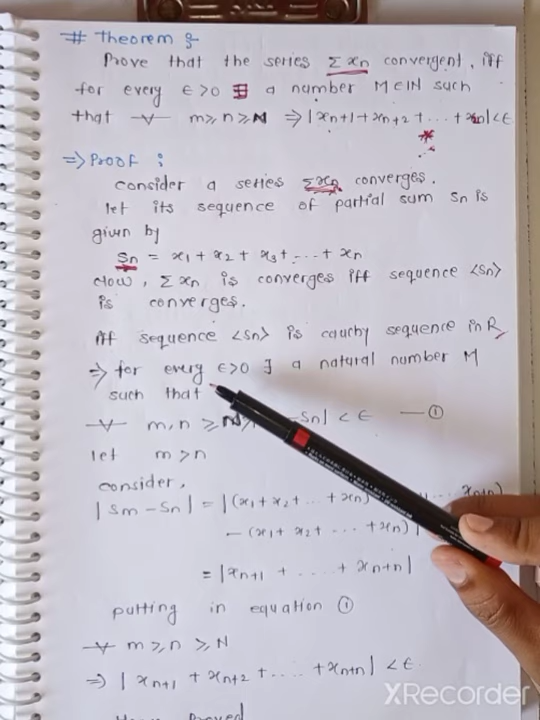 # Theorem :
Prove that the series Σxn convergent, iff
for every ϵ>0 ∃ a number M∈IN such
that ∀ m≥n≥N ⇒ |xn+1+xn+2+...+xn|<ϵ
⇒ Proof :
consider a series Σxn converges.
let its sequence of partial sum Sn is
given by
Sn = x1 + x2 + x3 + ... + xn
Now, Σxn is converges iff sequence <Sn>
is converges.
iff sequence <Sn> is cauchy sequence in R
⇒ for every ϵ>0 ∃ a natural number M
such that
∀ m,n ≥ N -Sn| < ϵ —①
let m>n
consider,
|Sm-Sn| = |(x1+x2+...+xn) xn+n)
-(x1+x2+....+xn)|
= |xn+1 + ..... + xn+n|
putting in equation ①
∀ m≥n≥N
⇒ |xn+1 + xn+2 +.... +xn+n| <ϵ.
Proved
XRecorder